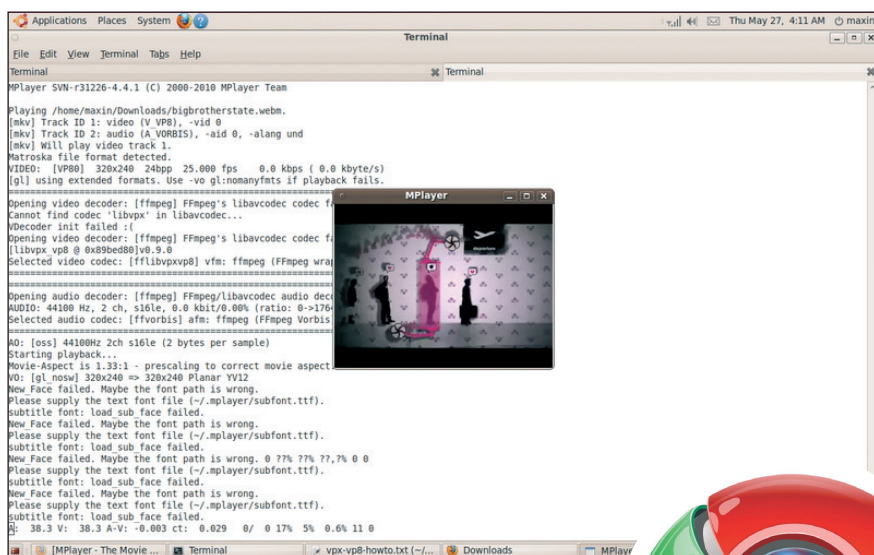 Applications Places System
Thu May 27, 4:11 AM maxin
Terminal
File Edit View Terminal Tabs Help
Terminal
Terminal
MPlayer SVN-r31226-4.4.1 (C) 2000-2010 MPlayer Team
Playing /home/maxin/Downloads/bigbrotherstate.webm.
[mkv] Track ID 1: video (V_VP8), -vid 0
[mkv] Track ID 2: audio (A_VORBIS), -aid 0, -alang und
[mkv] Will play video track 1.
Matroska file format detected.
VIDEO: [VP80] 320x240 24bpp 25.000 fps 0.0 kbps ( 0.0 kbyte/s)
[gl] using extended formats. Use -vo gl:nomanyfmts if playback fails.
Opening video decoder: [ffmpeg] FFmpeg's libavcodec codec fa
Cannot find codec 'libvpx' in libavcodec...
VDecoder init failed :(
Opening video decoder: [ffmpeg] FFmpeg's libavcodec codec fa
[libvpx_vp8 @ 0x89bed80]v0.9.0
Selected video codec: [fflibvpxvp8] vfm: ffmpeg (FFmpeg wrap
Opening audio decoder: [ffmpeg] FFmpeg/libavcodec audio deco
AUDIO: 44100 Hz, 2 ch, s16le, 0.0 kbit/0.00% (ratio: 0->1764
Selected audio codec: [ffvorbis] afm: ffmpeg (FFmpeg Vorbis
AO: [oss] 44100Hz 2ch s16le (2 bytes per sample)
Starting playback...
Movie-Aspect is 1.33:1 - prescaling to correct movie aspect.
VO: [gl_nosw] 320x240 => 320x240 Planar YV12
New_Face failed. Maybe the font path is wrong.
Please supply the text font file (~/.mplayer/subfont.ttf).
subtitle font: load_sub_face failed.
New_Face failed. Maybe the font path is wrong.
Please supply the text font file (~/.mplayer/subfont.ttf).
subtitle font: load_sub_face failed.
New_Face failed. Maybe the font path is wrong. 0 ??% ??% ??,?% 0 0
Please supply the text font file (~/.mplayer/subfont.ttf).
subtitle font: load_sub_face failed.
New_Face failed. Maybe the font path is wrong.
Please supply the text font file (~/.mplayer/subfont.ttf).
subtitle font: load_sub_face failed.
A: 38.3 V: 38.3 A-V: -0.003 ct: 0.029 0/ 0 17% 5% 0.6% 11 0
MPlayer
departure
[MPlayer - The Movie ... Terminal vpx-vp8-howto.txt (~/... Downloads MPlaye